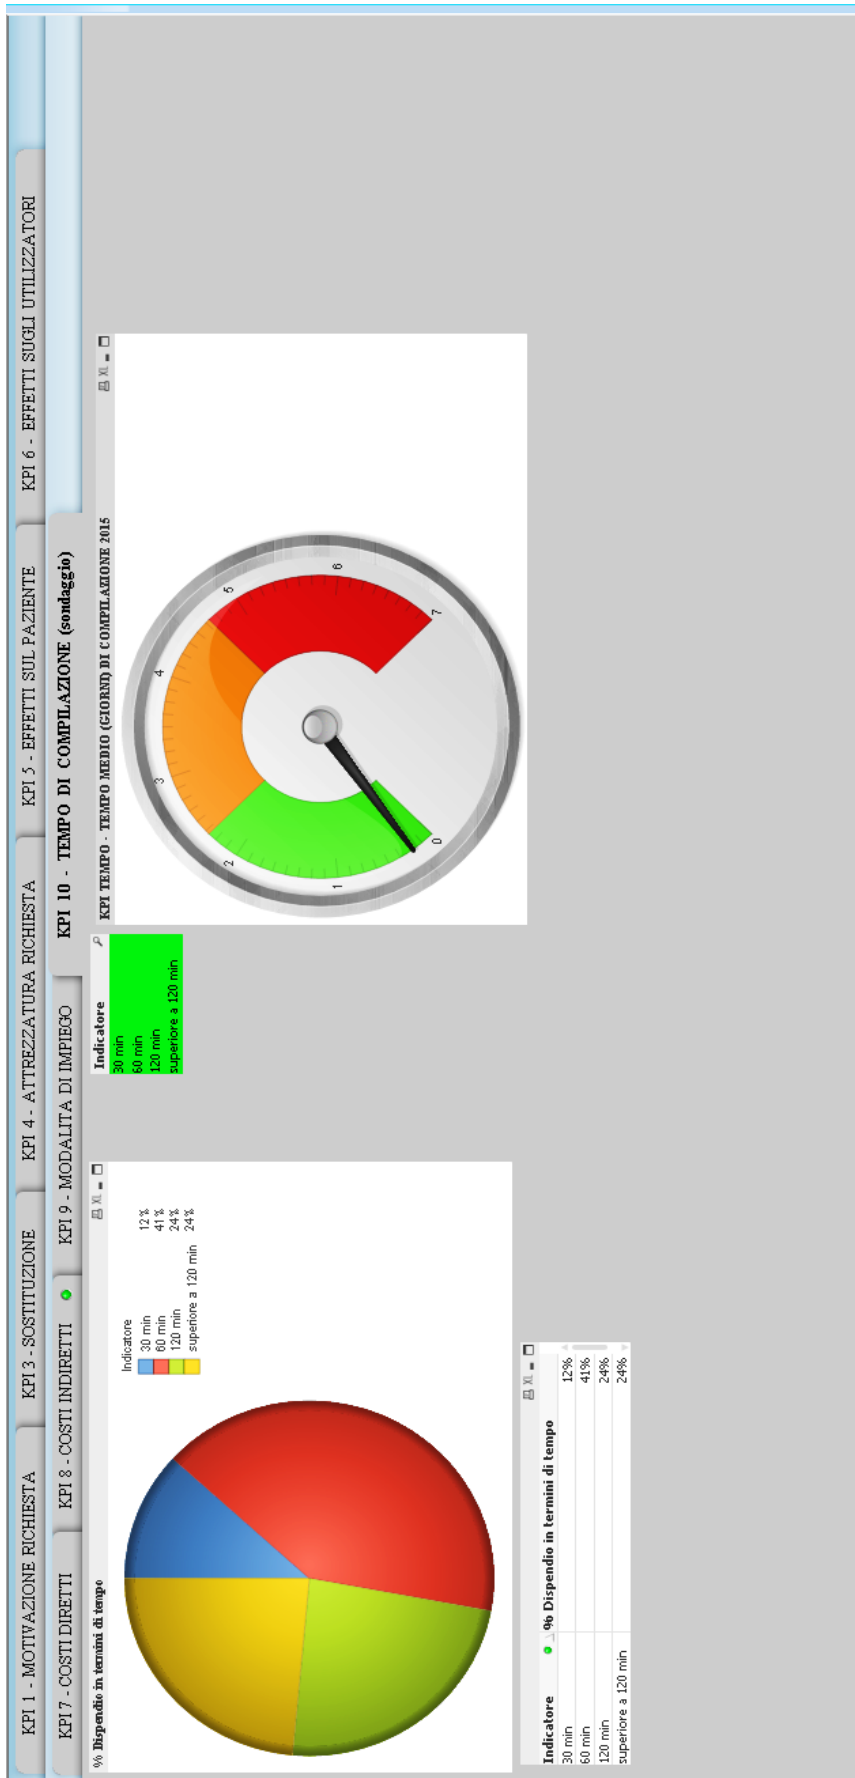 KPI 1 - MOTIVAZIONE RICHIESTA
KPI 3 - SOSTITUZIONE
KPI 4 - ATTREZZATURA RICHIESTA
KPI 5 - EFFETTI SUL PAZIENTE
KPI 6 - EFFETTI SUGLI UTILIZZATORI
KPI 7 - COSTI DIRETTI
KPI 8 - COSTI INDIRETTI
KPI 9 - MODALITA DI IMPIEGO
KPI 10 - TEMPO DI COMPILAZIONE (sondaggio)
% Dispendio in termini di tempo
XL
Indicatore
30 min 12%
60 min 41%
120 min 24%
superiore a 120 min 24%
Indicatore
30 min
60 min
120 min
superiore a 120 min
KPI TEMPO - TEMPO MEDIO (GIORNI) DI COMPILAZIONE 2015
XL
0
1
2
3
4
5
6
7
XL
Indicatore % Dispendio in termini di tempo
30 min 12%
60 min 41%
120 min 24%
superiore a 120 min 24%